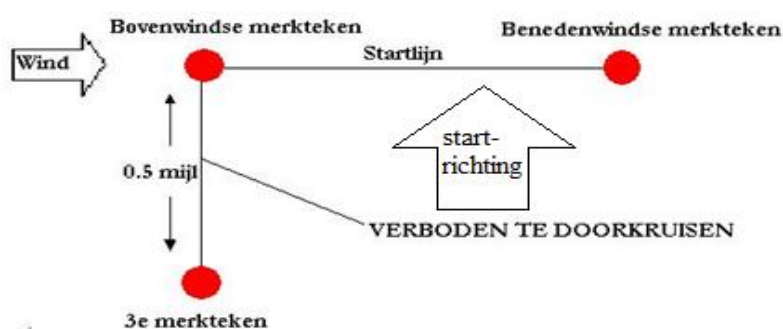 Bovenwindse merkteken
Benedenwindse merkteken
Wind
Startlijn
start-
richting
0.5 mijl
VERBODEN TE DOORKRUISEN
3e merkteken